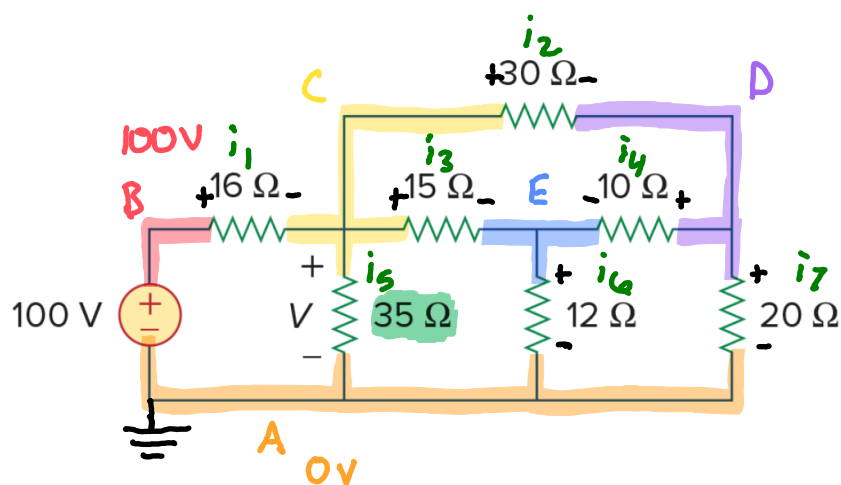 i2
+30 Ω-
C
D
100V
i1
i3
i4
B
+16 Ω-
+15 Ω-
E
-10 Ω+
+
i5
+
i6
+
i7
100 V
+
-
V
35 Ω
12 Ω
20 Ω
-
-
-
A
0V